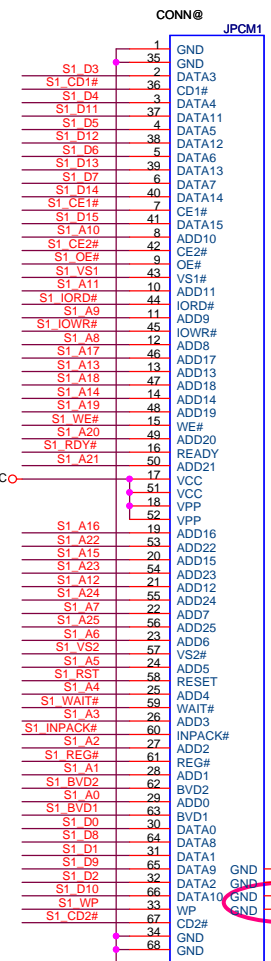 CONN@
JPCM1
1 GND
35 GND
S1_D3 2 DATA3
S1_CD1# 36 CD1#
S1_D4 3 DATA4
S1_D11 37 DATA11
S1_D5 4 DATA5
S1_D12 38 DATA12
S1_D6 5 DATA6
S1_D13 39 DATA13
S1_D7 6 DATA7
S1_D14 40 DATA14
S1_CE1# 7 CE1#
S1_D15 41 DATA15
S1_A10 8 ADD10
S1_CE2# 42 CE2#
S1_OE# 9 OE#
S1_VS1 43 VS1#
S1_A11 10 ADD11
S1_IORD# 44 IORD#
S1_A9 11 ADD9
S1_IOWR# 45 IOWR#
S1_A8 12 ADD8
S1_A17 46 ADD17
S1_A13 13 ADD13
S1_A18 47 ADD18
S1_A14 14 ADD14
S1_A19 48 ADD19
S1_WE# 15 WE#
S1_A20 49 ADD20
S1_RDY# 16 READY
S1_A21 50 ADD21
C 17 VCC
51 VCC
18 VPP
52 VPP
S1_A16 19 ADD16
S1_A22 53 ADD22
S1_A15 20 ADD15
S1_A23 54 ADD23
S1_A12 21 ADD12
S1_A24 55 ADD24
S1_A7 22 ADD7
S1_A25 56 ADD25
S1_A6 23 ADD6
S1_VS2 57 VS2#
S1_A5 24 ADD5
S1_RST 58 RESET
S1_A4 25 ADD4
S1_WAIT# 59 WAIT#
S1_A3 26 ADD3
S1_INPACK# 60 INPACK#
S1_A2 27 ADD2
S1_REG# 61 REG#
S1_A1 28 ADD1
S1_BVD2 62 BVD2
S1_A0 29 ADD0
S1_BVD1 63 BVD1
S1_D0 30 DATA0
S1_D8 64 DATA8
S1_D1 31 DATA1
S1_D9 65 DATA9 GND
S1_D2 32 DATA2 GND
S1_D10 66 DATA10 GND
S1_WP 33 WP GND
S1_CD2# 67 CD2#
34 GND
68 GND